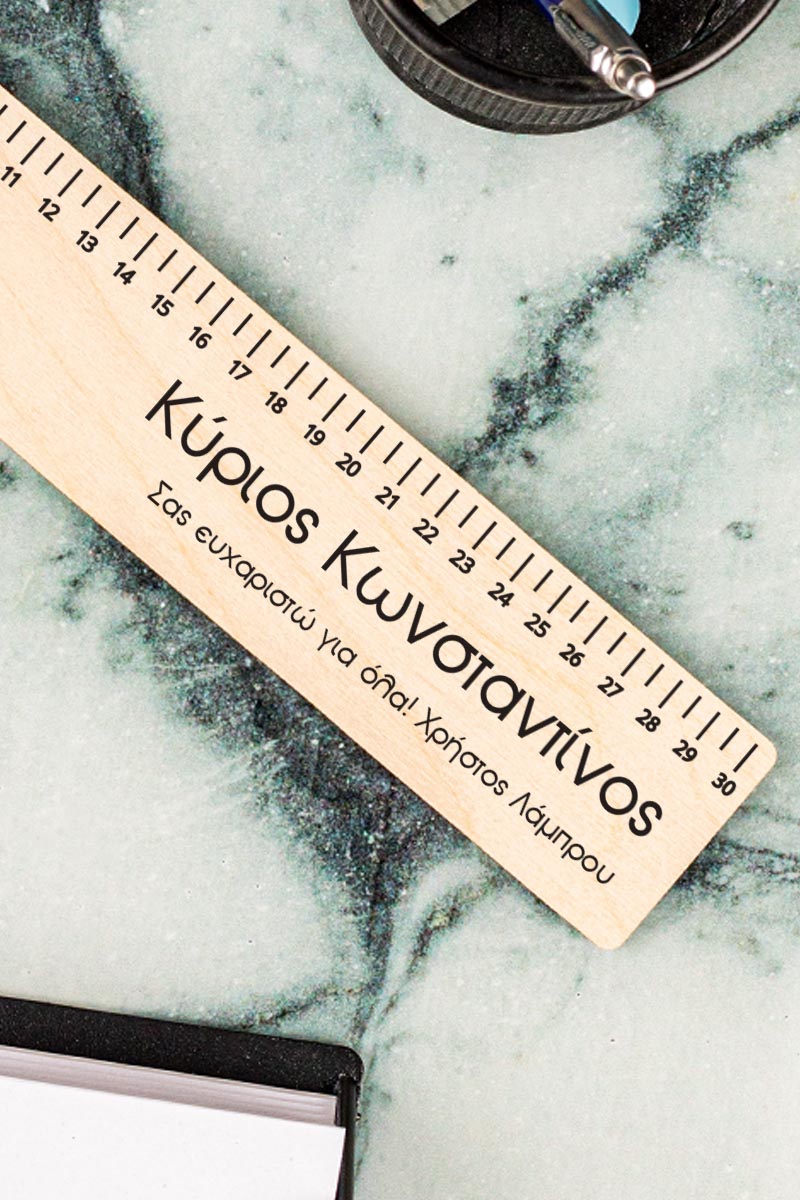 11 12 13 14 15 16 17 18 19 20 21 22 23 24 25 26 27 28 29 30
Κύριος Κωνσταντίνος
Σας ευχαριστώ για όλα! Χρήστος Λάμπρου